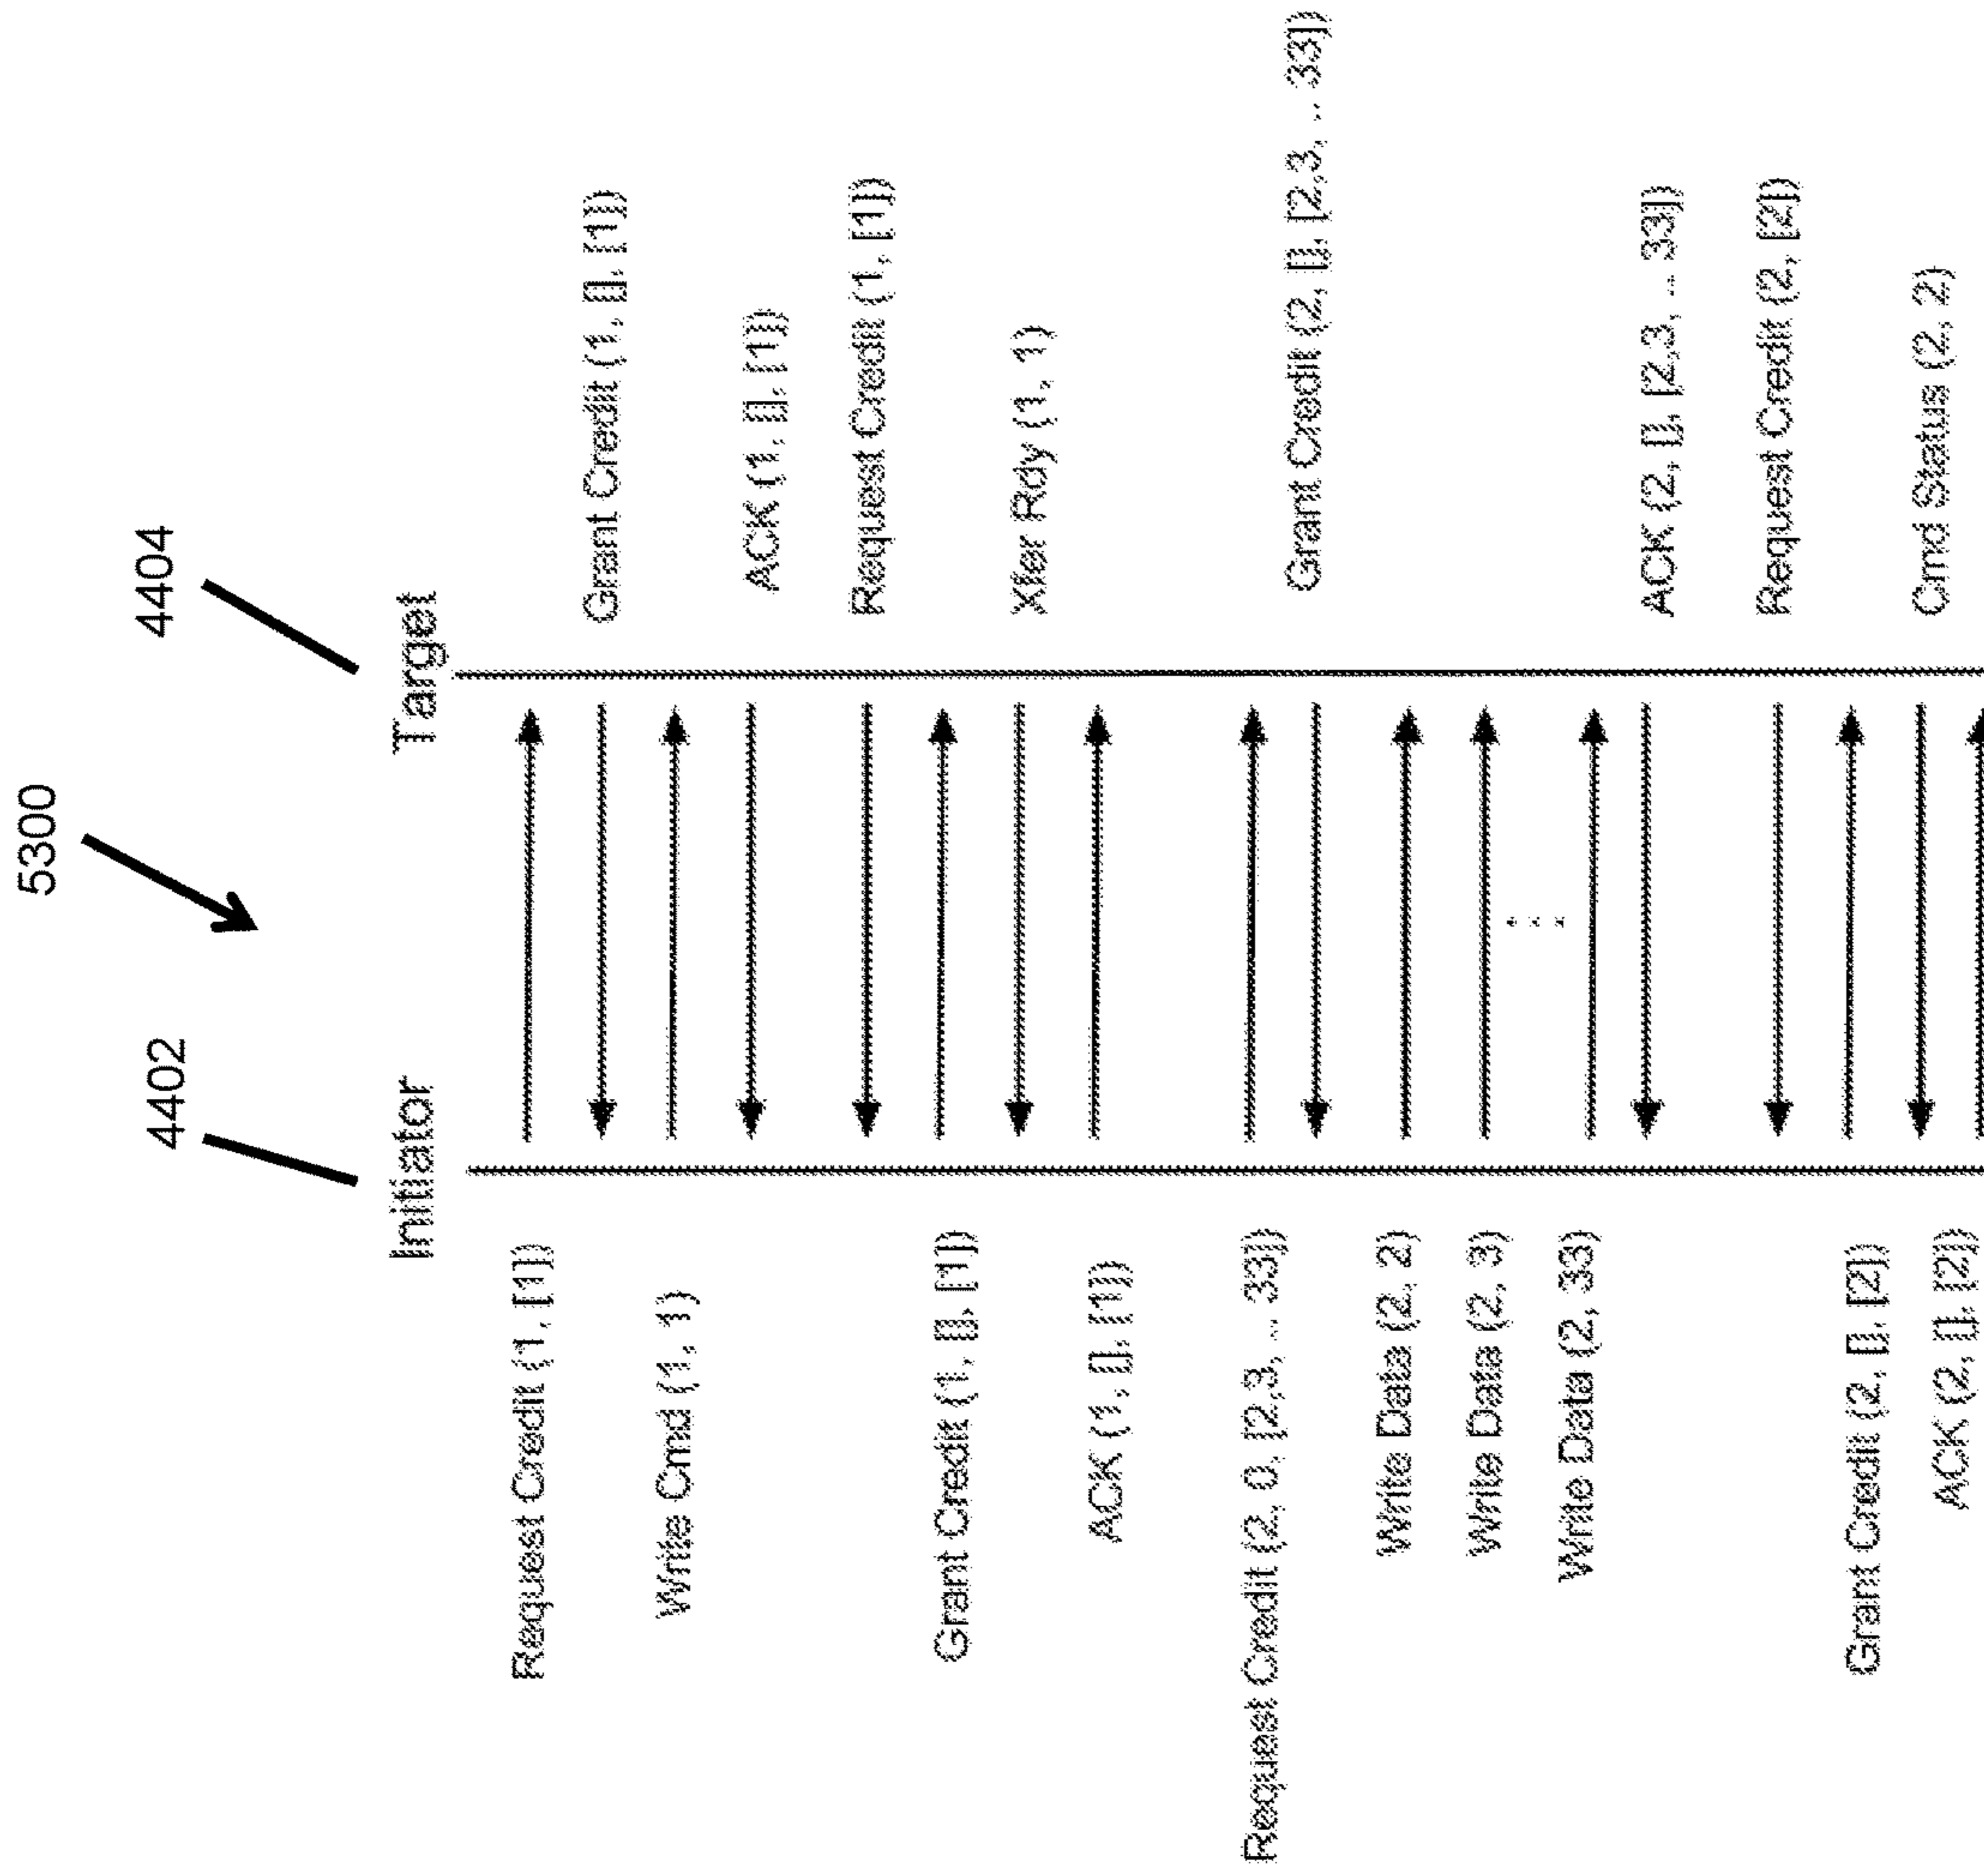 5300
4402
4404
Initiator
Target
Request Credit (1, [1])
Grant Credit (1, [], [1])
Write Cmd (1, 1)
ACK (1, [], [1])
Request Credit (1, [1])
Grant Credit (1, [], [1])
Xfer Rdy (1, 1)
ACK (1, [], [1])
Request Credit (2, 0, [2,3, .. 33])
Grant Credit (2, [], [2,3, .. 33])
Write Data (2, 2)
Write Data (2, 3)
...
Write Data (2, 33)
ACK (2, [], [2,3, .. 33])
Request Credit (2, [2])
Grant Credit (2, [], [2])
Cmd Status (2, 2)
ACK (2, [], [2])